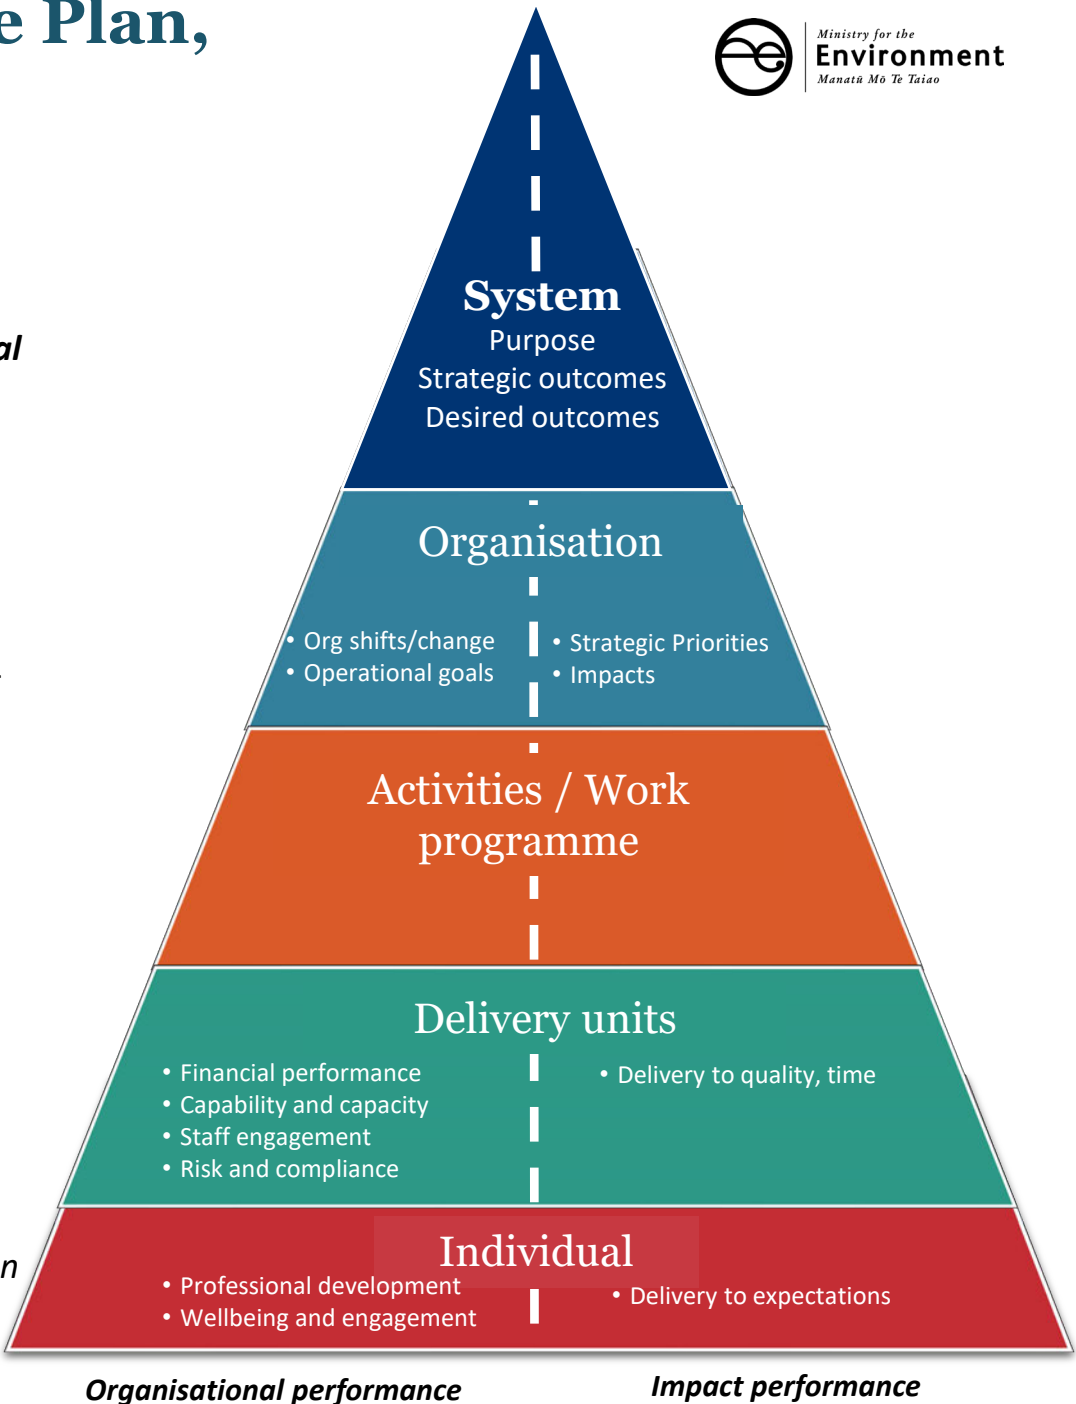 e Plan,
Ministry for the
Environment
Manatū Mō Te Taiao
al
System
Purpose
Strategic outcomes
Desired outcomes
Organisation
• Org shifts/change
• Operational goals
• Strategic Priorities
• Impacts
Activities / Work
programme
Delivery units
• Financial performance
• Capability and capacity
• Staff engagement
• Risk and compliance
• Delivery to quality, time
Individual
n
• Professional development
• Wellbeing and engagement
• Delivery to expectations
Organisational performance
Impact performance